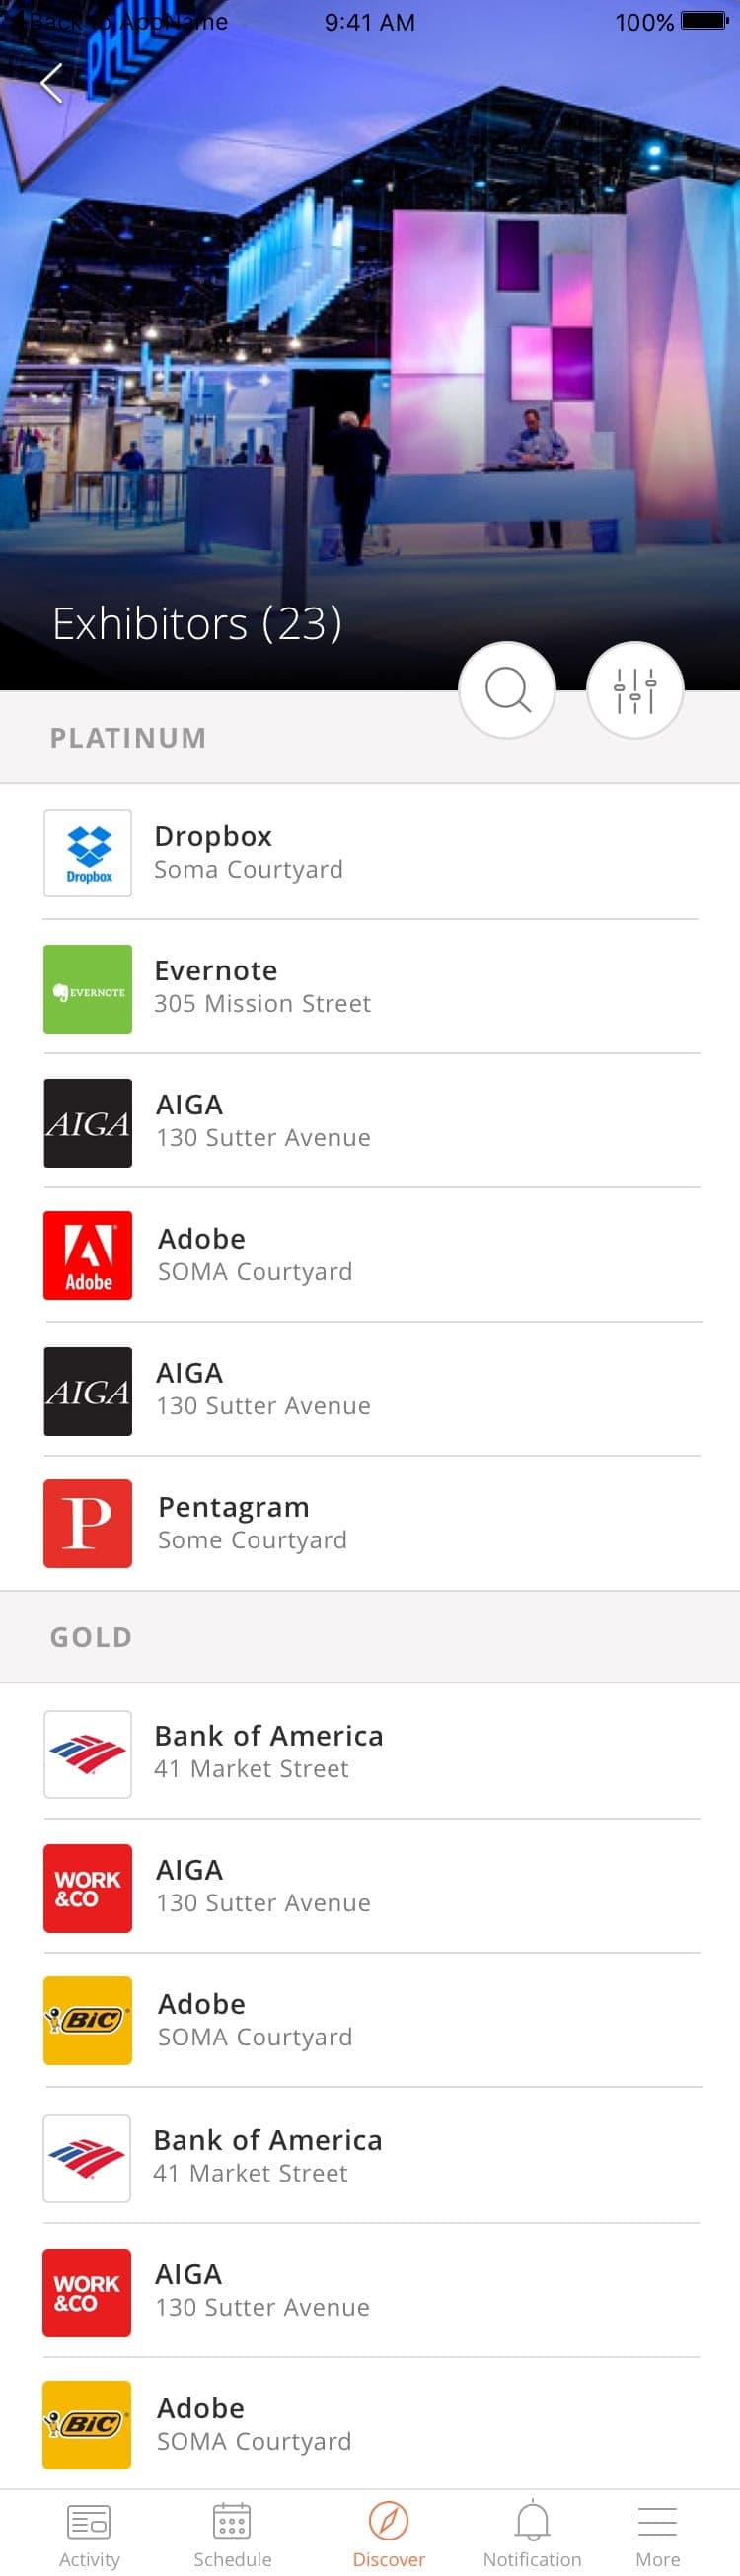 Back to AppName
9:41 AM
100%
PHIL
Exhibitors (23)
PLATINUM
Dropbox
Dropbox
Soma Courtyard
EVERNOTE
Evernote
305 Mission Street
AIGA
AIGA
130 Sutter Avenue
Adobe
Adobe
SOMA Courtyard
AIGA
AIGA
130 Sutter Avenue
P
Pentagram
Some Courtyard
GOLD
Bank of America
41 Market Street
WORK
&CO
AIGA
130 Sutter Avenue
BiC
Adobe
SOMA Courtyard
Bank of America
41 Market Street
WORK
&CO
AIGA
130 Sutter Avenue
BiC
Adobe
SOMA Courtyard
Activity
Schedule
Discover
Notification
More